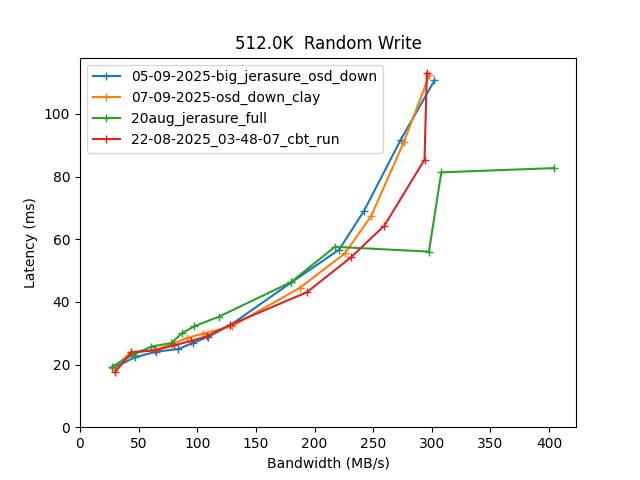 512.0K  Random Write
05-09-2025-big_jerasure_osd_down
07-09-2025-osd_down_clay
20aug_jerasure_full
22-08-2025_03-48-07_cbt_run
Latency (ms)
100
80
60
40
20
0
0 50 100 150 200 250 300 350 400
Bandwidth (MB/s)